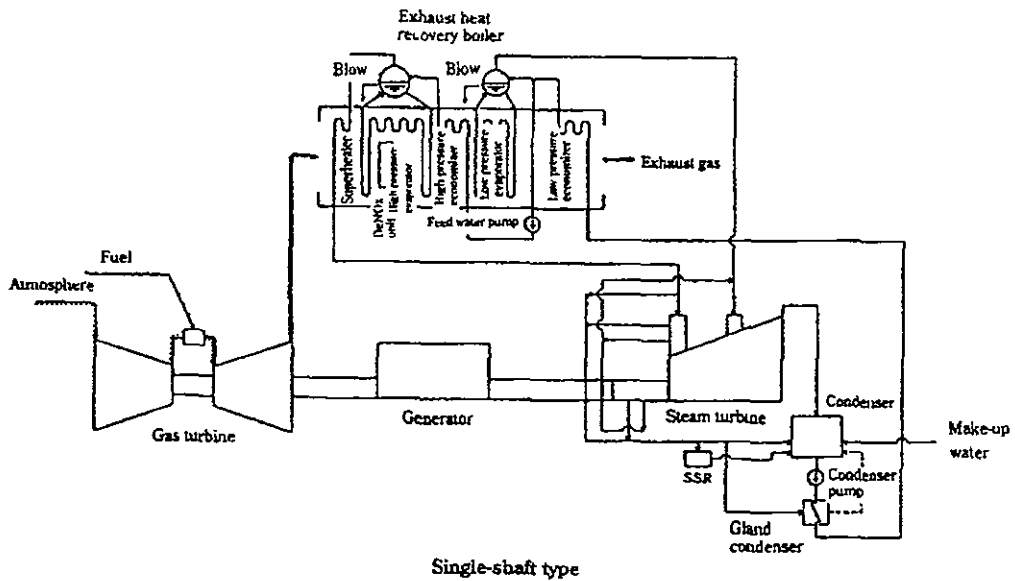 Exhaust heat
recovery boiler
Blow
Blow
Superheater
DeNOx
unit
High pressure
evaprator
High pressure
economizer
Low pressure
evaporator
Low pressure
economizer
Exhaust gas
Feed water pump
Fuel
Atmosphere
Gas turbine
Generator
Steam turbine
Condenser
Make-up
water
S.S.R
Condenser
pump
Gland
condenser
Single-shaft type